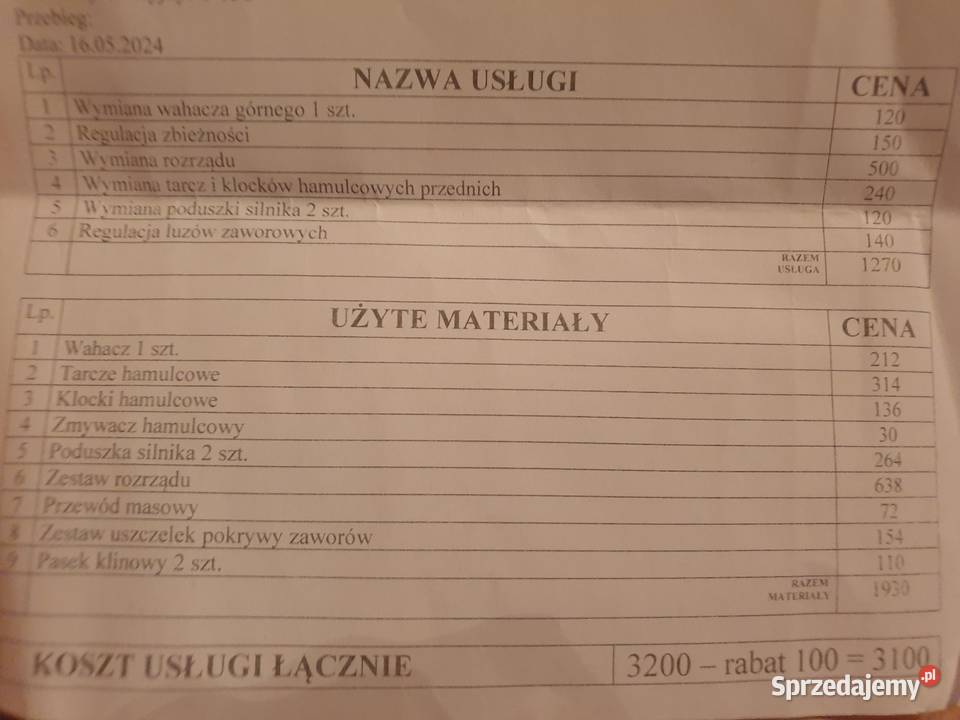 Przebieg:
Data: 16.05.2024
Lp. NAZWA USŁUGI CENA
1 Wymiana wahacza górnego 1 szt. 120
2 Regulacja zbieżności 150
3 Wymiana rozrządu 500
4 Wymiana tarcz i klocków hamulcowych przednich 240
5 Wymiana poduszki silnika 2 szt. 120
6 Regulacja luzów zaworowych 140
RAZEM USŁUGA 1270
Lp. UŻYTE MATERIAŁY CENA
1 Wahacz 1 szt. 212
2 Tarcze hamulcowe 314
3 Klocki hamulcowe 136
4 Zmywacz hamulcowy 30
5 Poduszka silnika 2 szt. 264
6 Zestaw rozrządu 638
7 Przewód masowy 72
8 Zestaw uszczelek pokrywy zaworów 154
9 Pasek klinowy 2 szt. 110
RAZEM MATERIAŁY 1930
KOSZT USŁUGI ŁĄCZNIE 3200 – rabat 100 = 3100
Sprzedajemy.pl